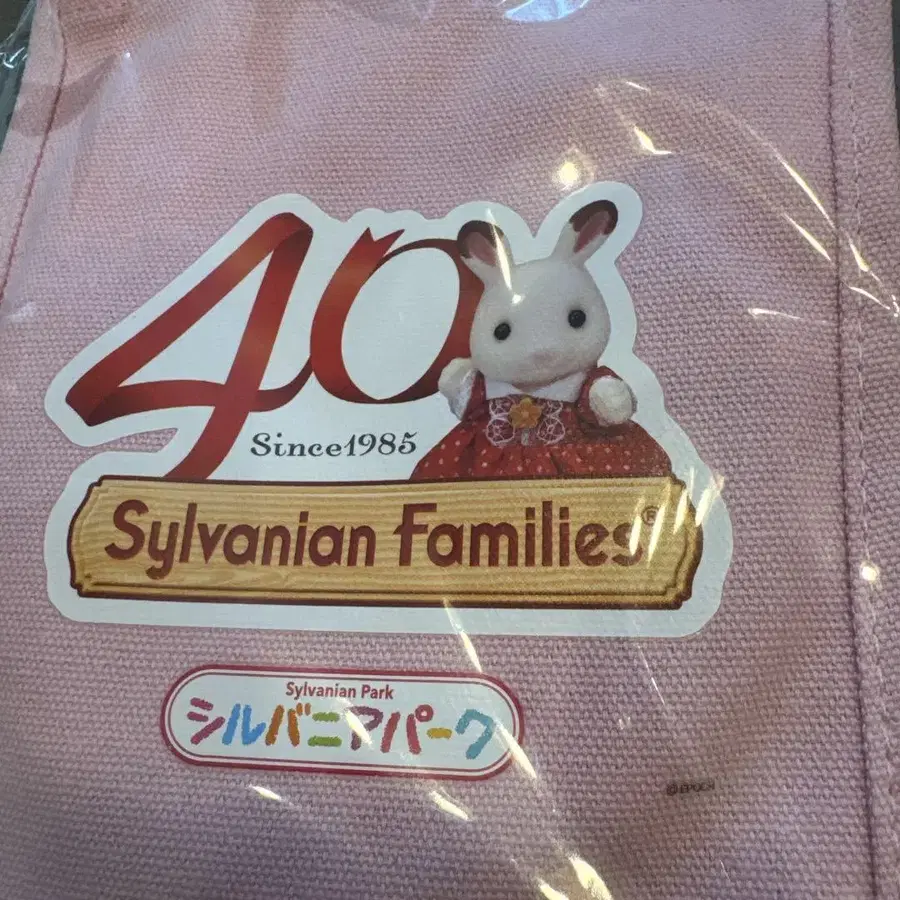 40
Since1985
Sylvanian Families®
Sylvanian Park
シルバニアパーク
©EPOCH